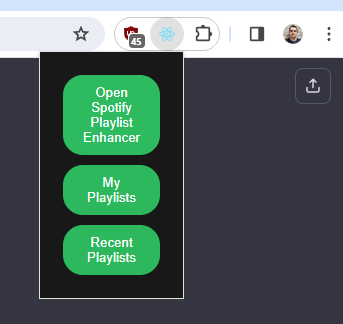 45
Open
Spotify
Playlist
Enhancer
My
Playlists
Recent
Playlists